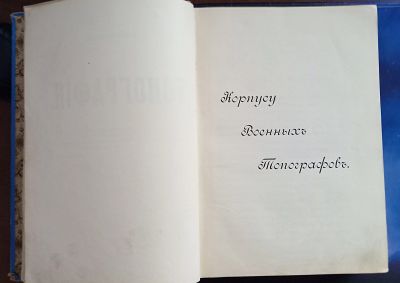 Корпусу
Военныхъ
Топографовъ.